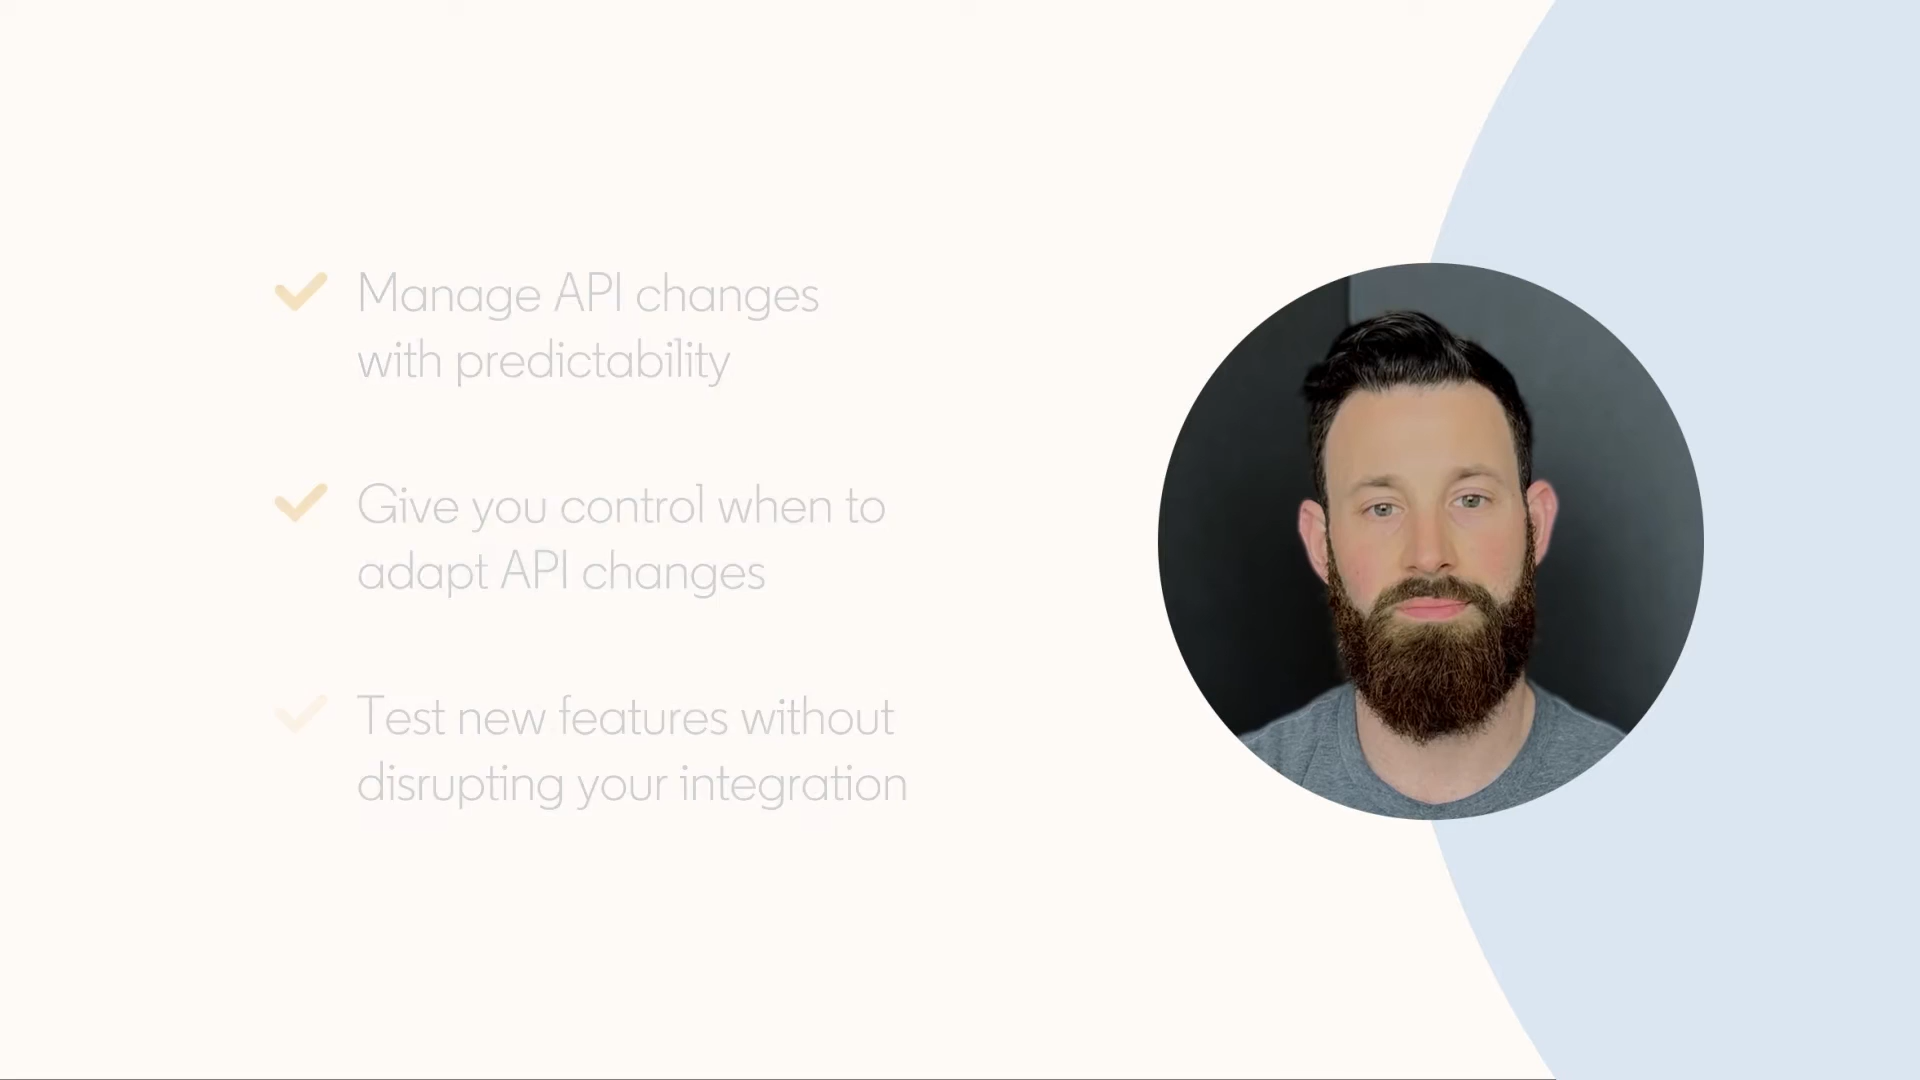 Manage API changes
with predictability
Give you control when to
adapt API changes
Test new features without
disrupting your integration